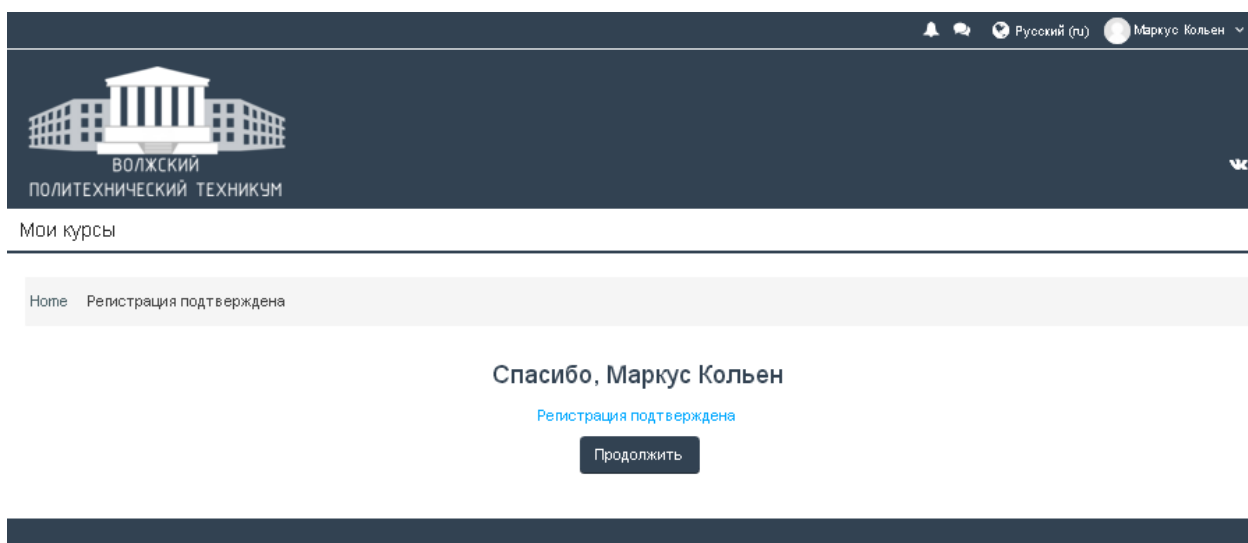 Русский (ru) Маркус Кольен
ВОЛЖСКИЙ
ПОЛИТЕХНИЧЕСКИЙ ТЕХНИКУМ
Мои курсы
Home Регистрация подтверждена
Спасибо, Маркус Кольен
Регистрация подтверждена
Продолжить